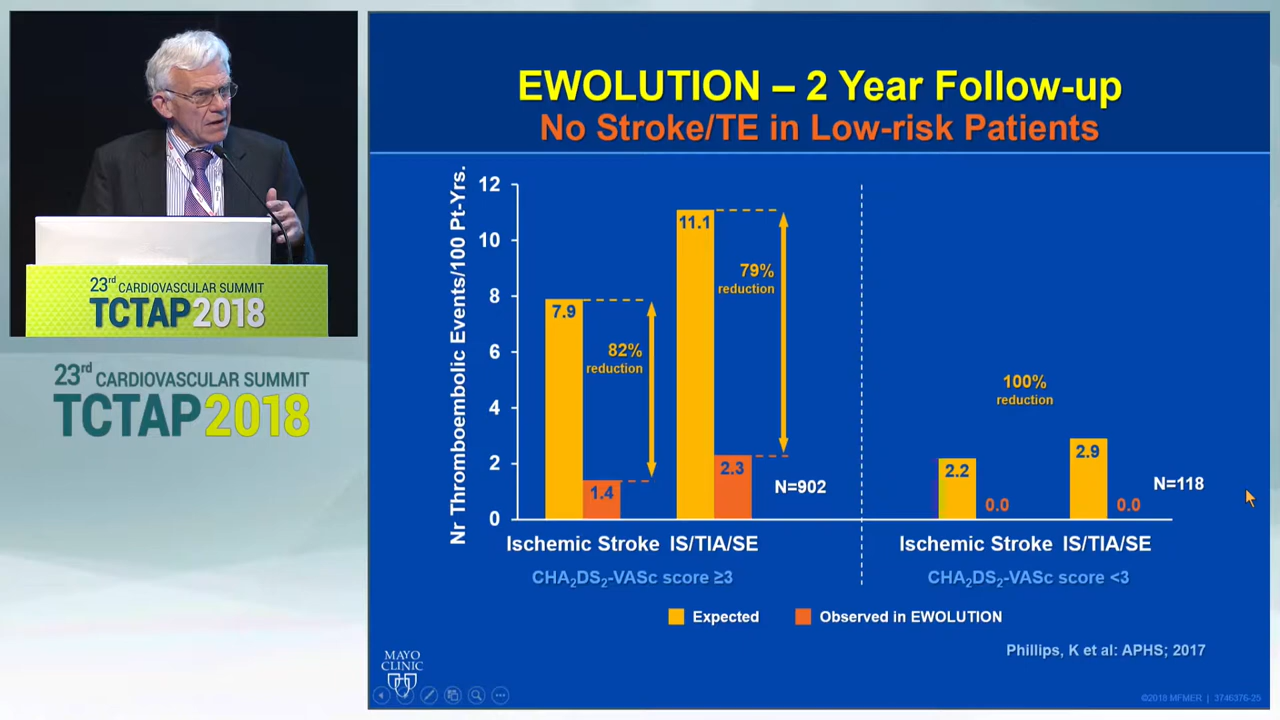 EWOLUTION – 2 Year Follow-up
No Stroke/TE in Low-risk Patients
Nr Thromboembolic Events/100 Pt-Yrs.
12
10
8
6
4
2
0
7.9
82%
reduction
1.4
11.1
79%
reduction
2.3
N=902
100%
reduction
2.2
0.0
2.9
0.0
N=118
Ischemic Stroke IS/TIA/SE
Ischemic Stroke IS/TIA/SE
CHA₂DS₂-VASc score ≥3
CHA₂DS₂-VASc score <3
Expected
Observed in EWOLUTION
Phillips, K et al: APHS; 2017
MAYO
CLINIC
©2018 MFMER | 3746376-25
23rd CARDIOVASCULAR SUMMIT
TCTAP2018
23rd CARDIOVASCULAR SUMMIT
TCTAP2018